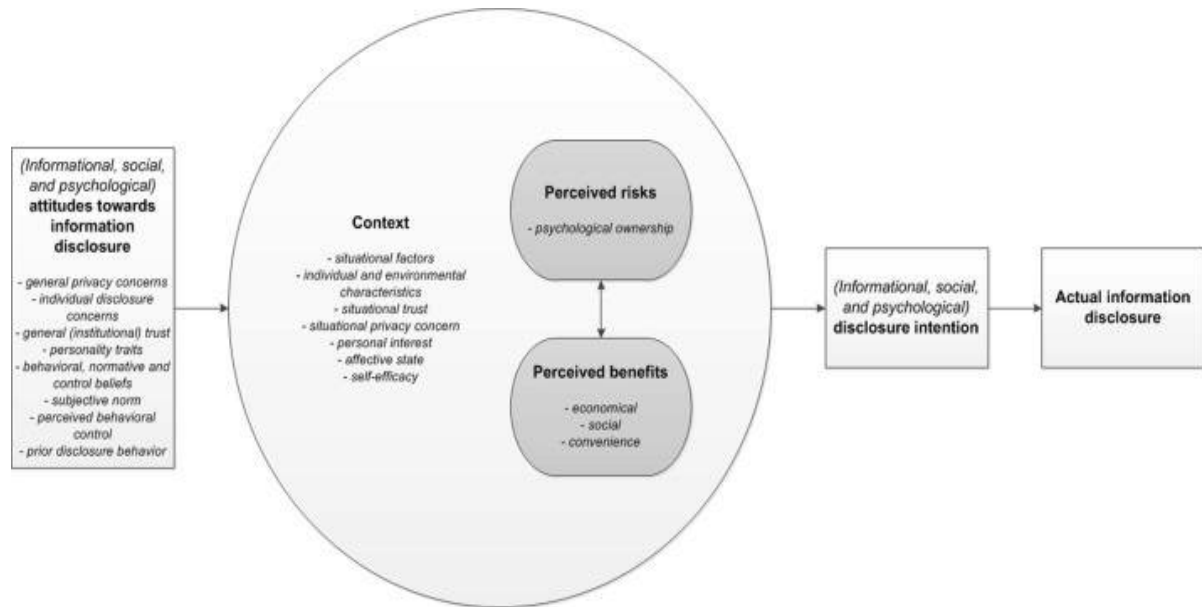 (Informational, social,
and psychological)
attitudes towards
information
disclosure
- general privacy concerns
- individual disclosure
concerns
- general (institutional) trust
- personality traits
- behavioral, normative and
control beliefs
- subjective norm
- perceived behavioral
control
- prior disclosure behavior
Context
- situational factors
- individual and environmental
characteristics
- situational trust
- situational privacy concern
- personal interest
- affective state
- self-efficacy
Perceived risks
- psychological ownership
Perceived benefits
- economical
- social
- convenience
(Informational, social,
and psychological)
disclosure intention
Actual information
disclosure